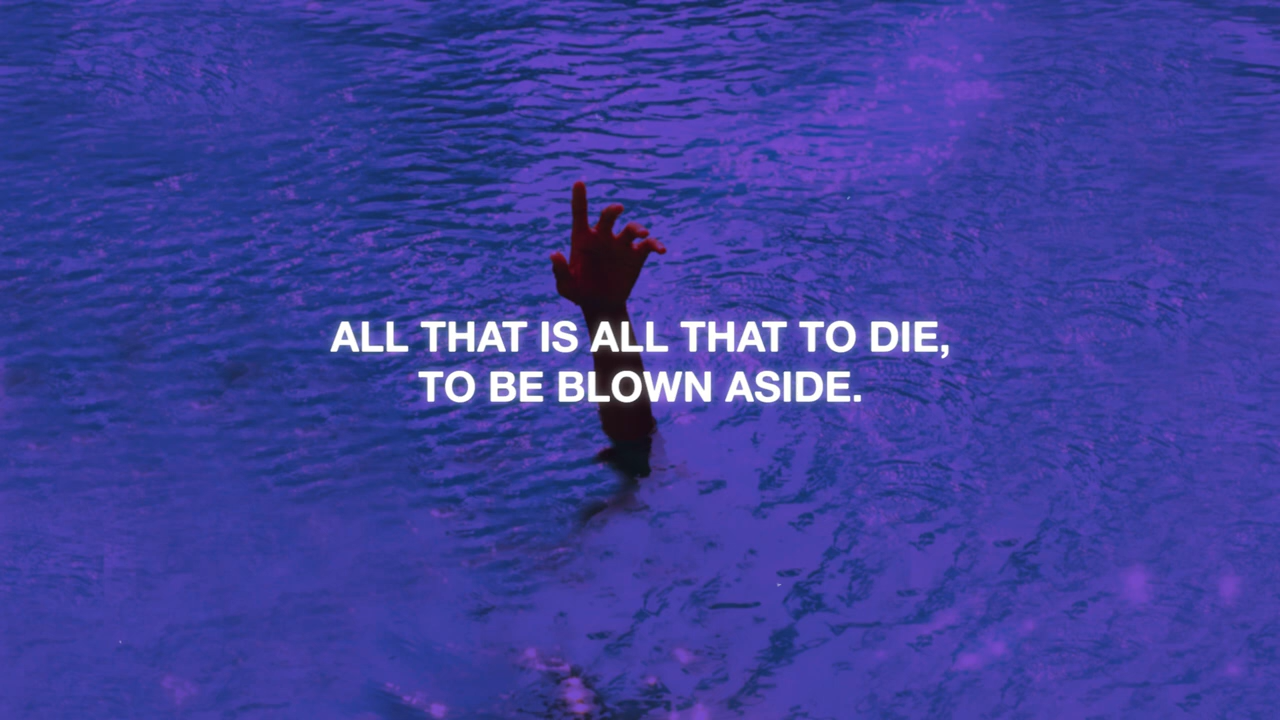 ALL THAT IS ALL THAT TO DIE,
TO BE BLOWN ASIDE.